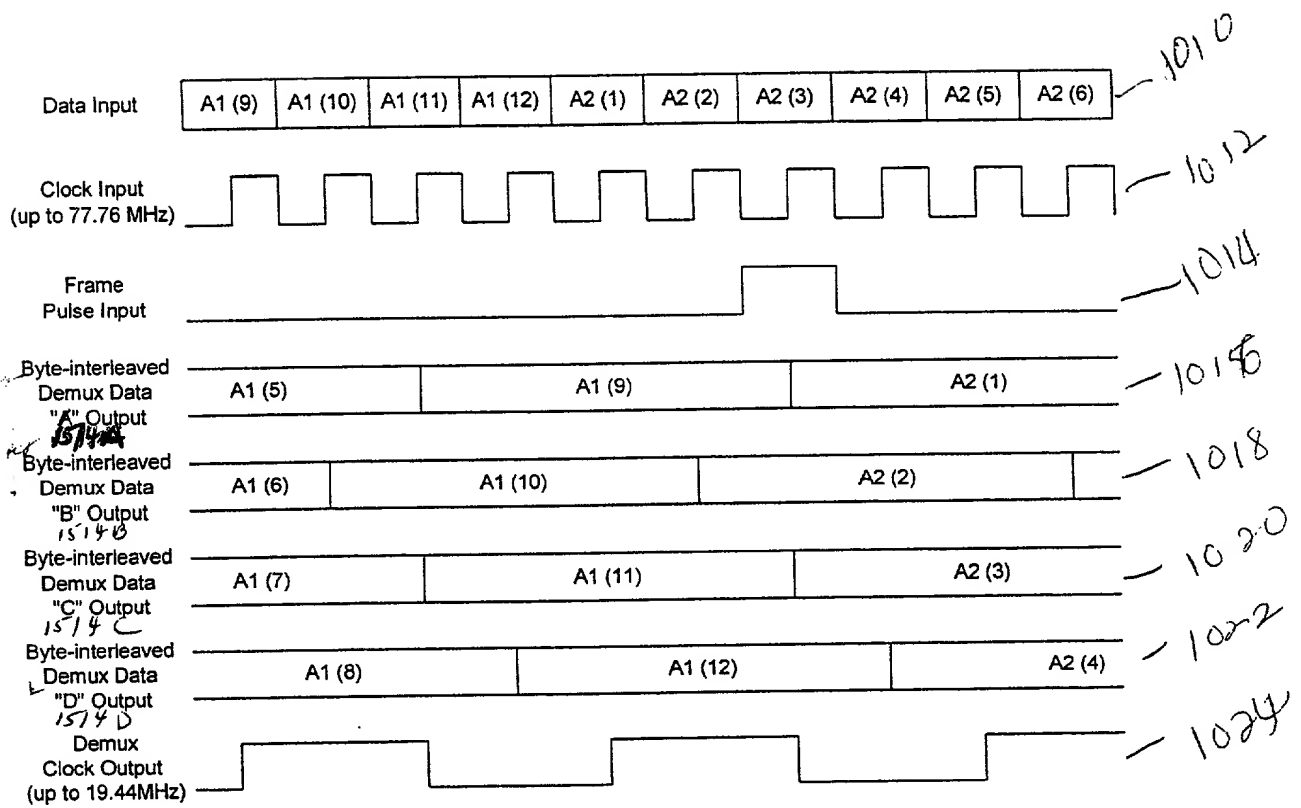 Data Input
A1 (9) A1 (10) A1 (11) A1 (12) A2 (1) A2 (2) A2 (3) A2 (4) A2 (5) A2 (6)
1010
Clock Input
(up to 77.76 MHz)
1012
Frame
Pulse Input
1014
Byte-interleaved
Demux Data
"A" Output
A1 (5) A1 (9) A2 (1)
Byte-interleaved
Demux Data
"B" Output
1514B
A1 (6) A1 (10) A2 (2)
1018
Byte-interleaved
Demux Data
"C" Output
1514 C
A1 (7) A1 (11) A2 (3)
1020
Byte-interleaved
Demux Data
"D" Output
1514 D
A1 (8) A1 (12) A2 (4)
1022
Demux
Clock Output
(up to 19.44MHz)
1024